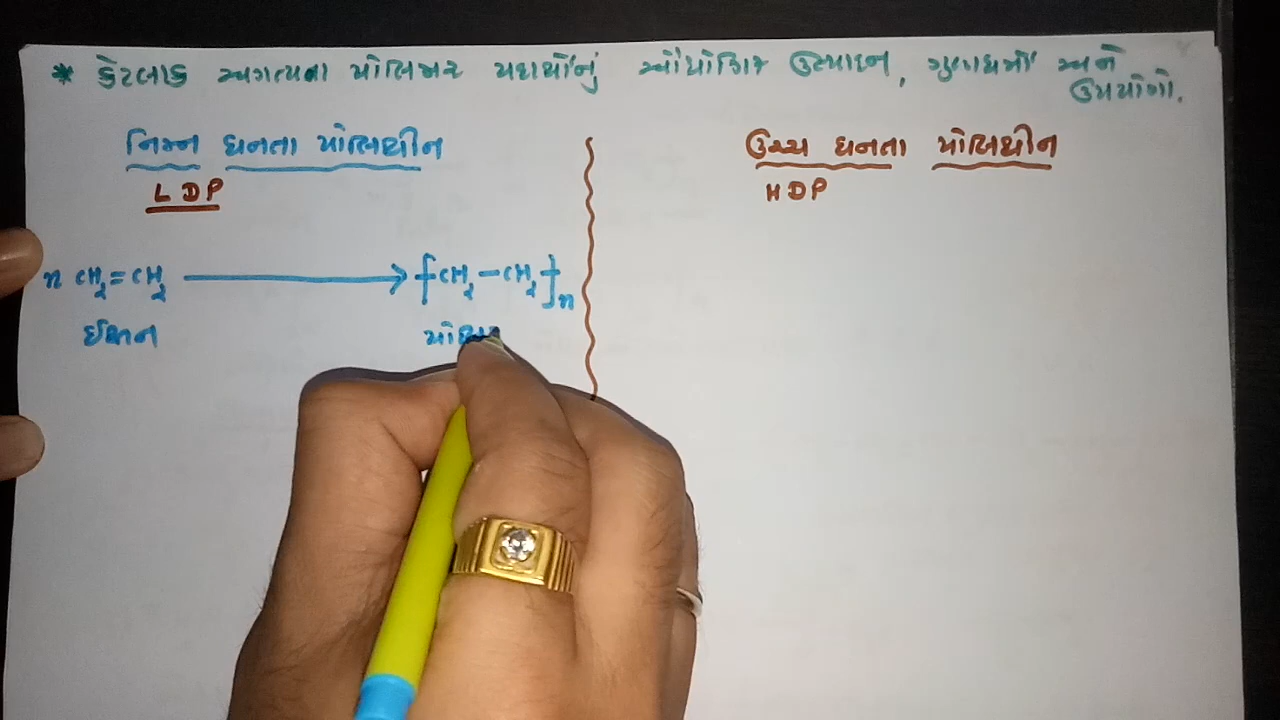 * કેટલાક અગત્યના પોલિમર પદાર્થોનું ઔદ્યોગિક ઉત્પાદન, ગુણધર્મો અને
ઉપયોગો.
નિમ્ન ઘનતા પોલિથીન
LDP
n CH₂=CH₂ ⟶ [CH₂−CH₂]n
ઈથિન
ઉચ્ચ ઘનતા પોલિથીન
HDP